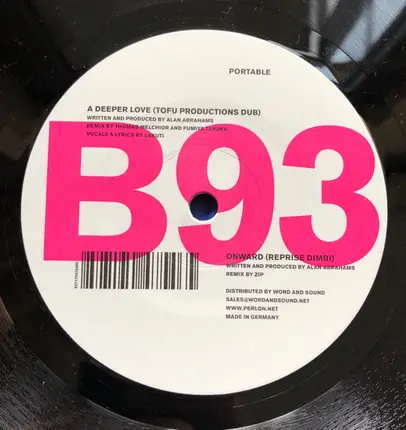 PORTABLE
A DEEPER LOVE (TOFU PRODUCTIONS DUB)
WRITTEN AND PRODUCED BY ALAN ABRAHAMS
REMIX BY THOMAS MELCHIOR AND FUMIYA TANAKA
VOCALS & LYRICS BY LAKUTI
B93
ONWARD (REPRISE DIMBI)
WRITTEN AND PRODUCED BY ALAN ABRAHAMS
REMIX BY ZIP
DISTRIBUTED BY WORD AND SOUND
SALES@WORDANDSOUND.NET
WWW.PERLON.NET
MADE IN GERMANY